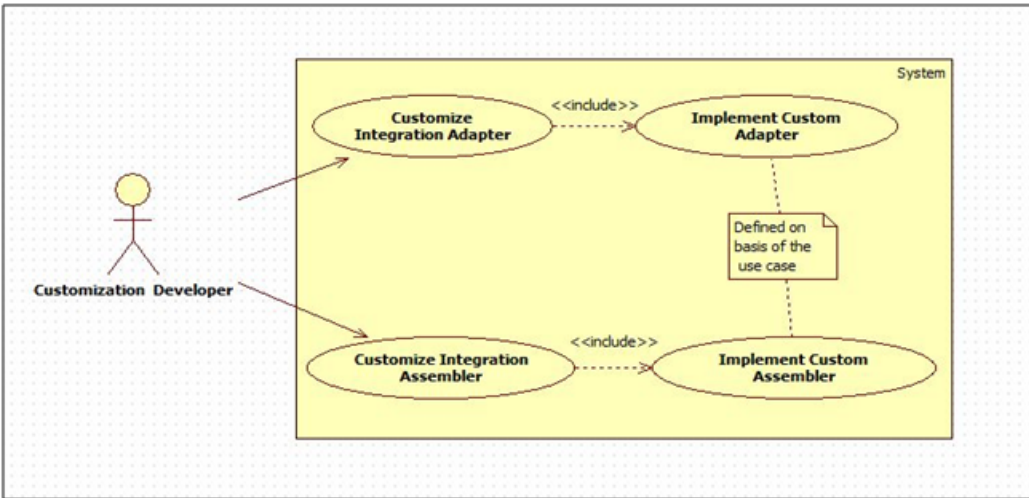 System
<<include>>
Customize
Integration Adapter
Implement Custom
Adapter
Defined on
basis of the
use case
Customization Developer
<<include>>
Customize Integration
Assembler
Implement Custom
Assembler